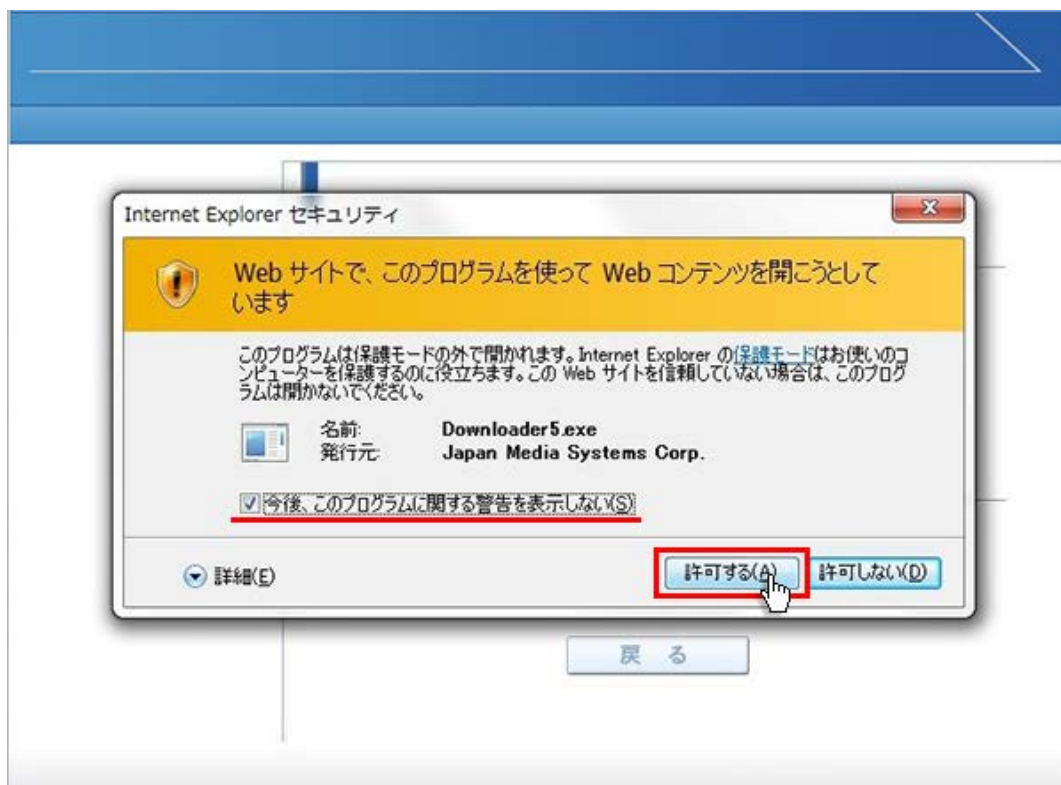 Internet Explorer セキュリティ
Web サイトで、このプログラムを使って Web コンテンツを開こうとして
います
このプログラムは保護モードの外で開かれます。Internet Explorer の保護モードはお使いのコ
ンピューターを保護するのに役立ちます。この Web サイトを信頼していない場合は、このプログ
ラムは開かないでください。
名前: Downloader5.exe
発行元: Japan Media Systems Corp.
今後、このプログラムに関する警告を表示しない(S)
詳細(E) 許可する(A) 許可しない(D)
戻る